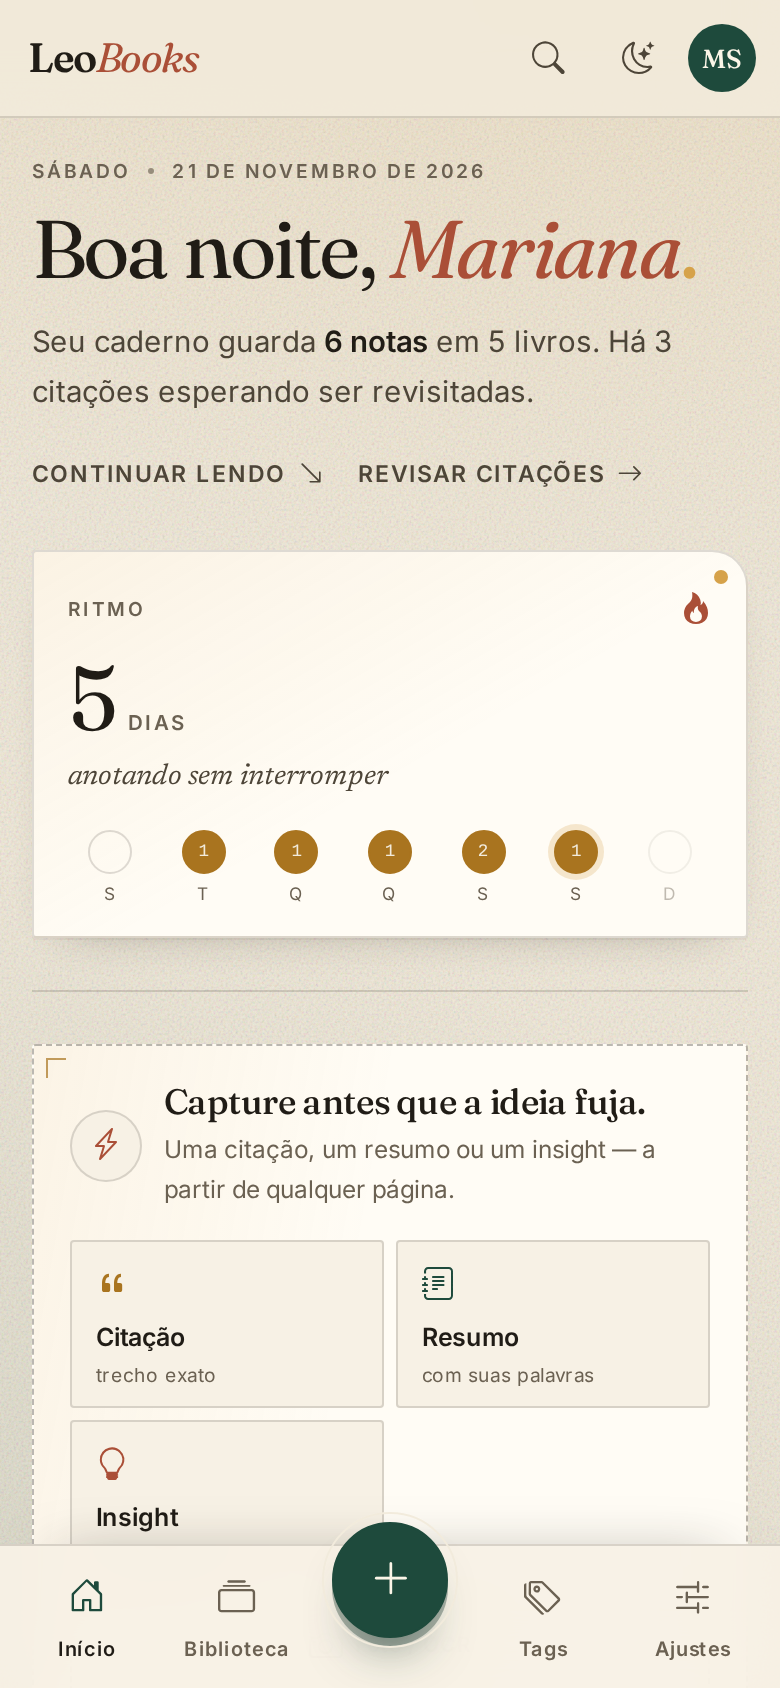 LeoBooks
MS
SÁBADO • 21 DE NOVEMBRO DE 2026
Boa noite, Mariana.
Seu caderno guarda 6 notas em 5 livros. Há 3
citações esperando ser revisitadas.
CONTINUAR LENDO ↘ REVISAR CITAÇÕES →
RITMO
5 DIAS
anotando sem interromper
1 1 1 2 1
S T Q Q S S D
Capture antes que a ideia fuja.
Uma citação, um resumo ou um insight — a
partir de qualquer página.
Citação
trecho exato
Resumo
com suas palavras
Insight
Início Biblioteca Tags Ajustes